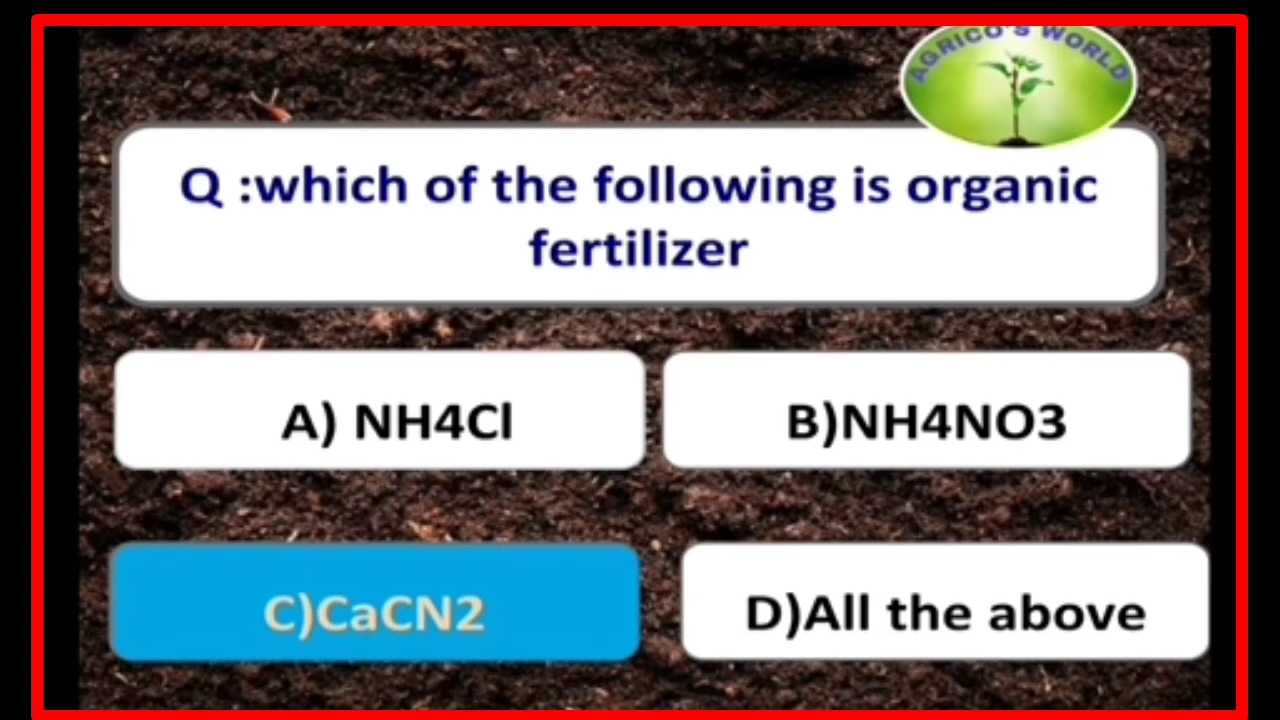 AGRICO'S WORLD
Q :which of the following is organic
fertilizer
A) NH4Cl
B)NH4NO3
C)CaCN2
D)All the above